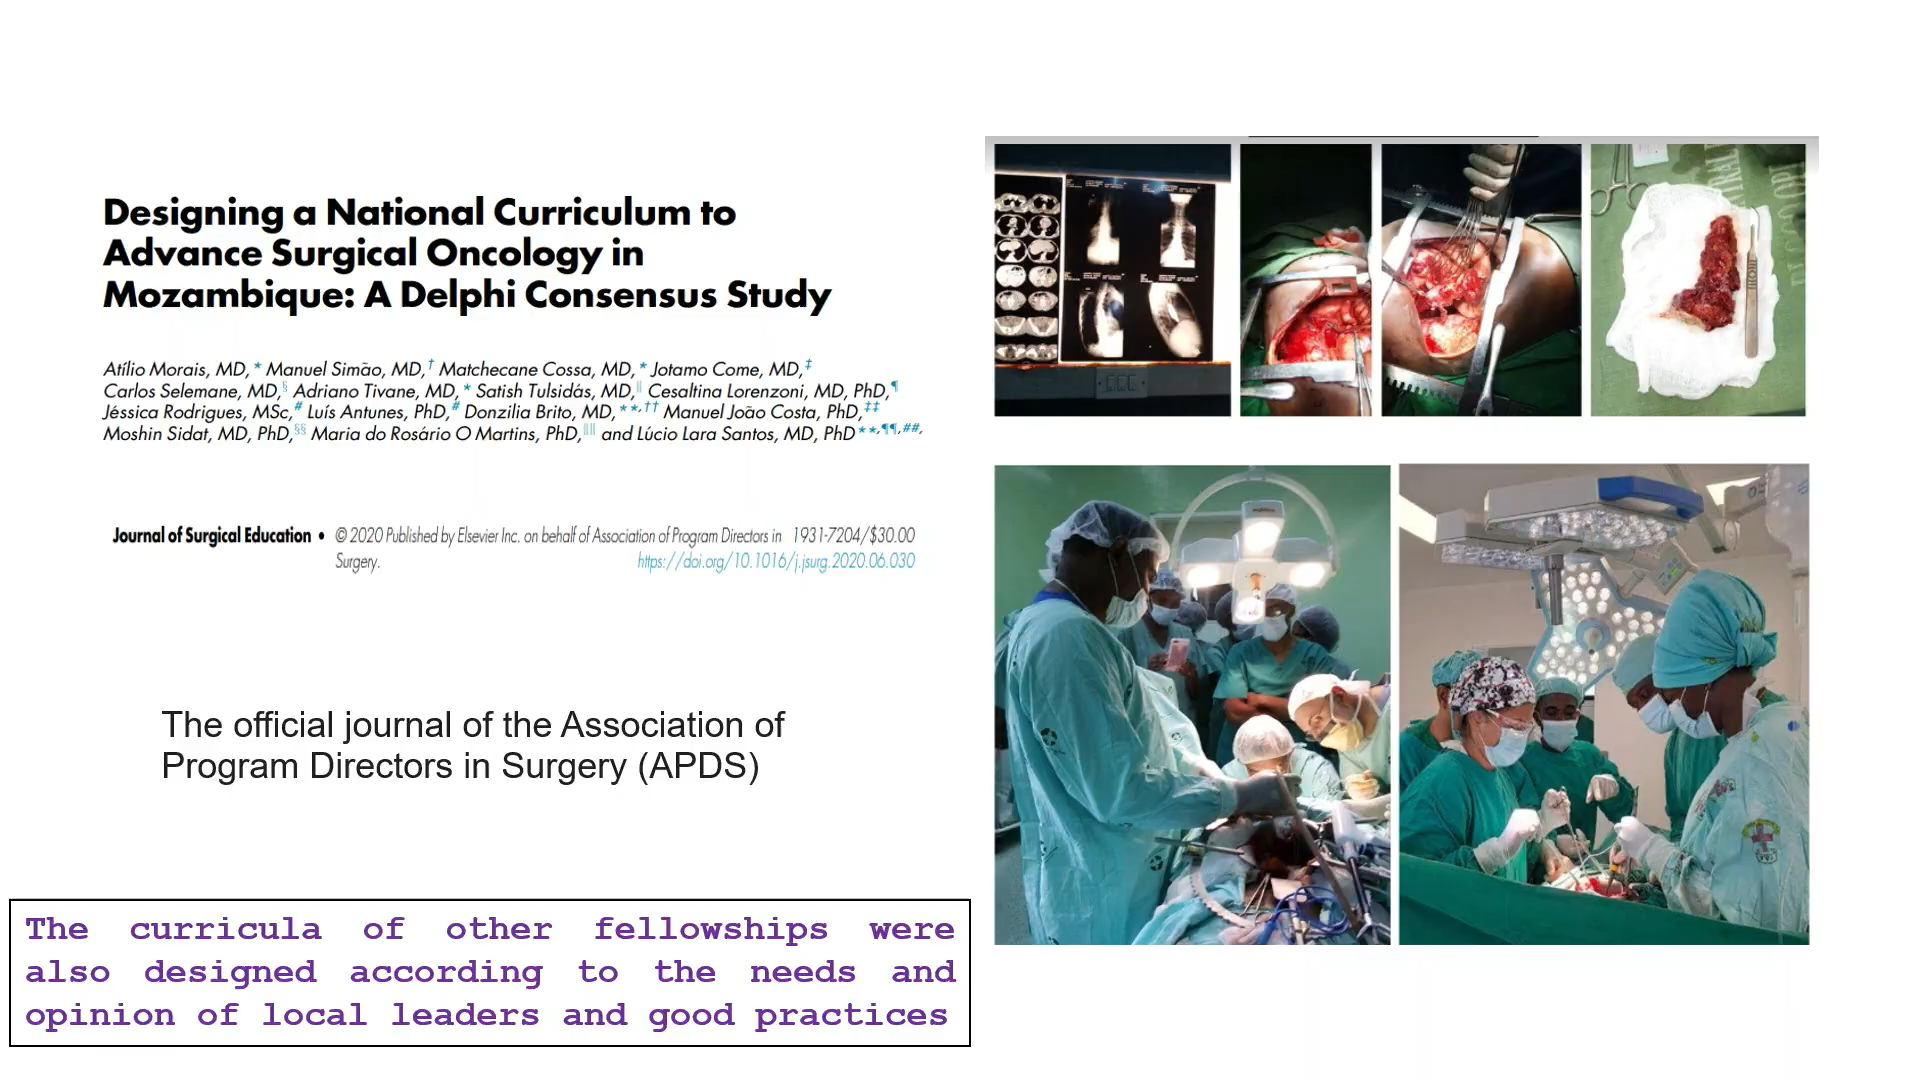 Designing a National Curriculum to
Advance Surgical Oncology in
Mozambique: A Delphi Consensus Study
Atílio Morais, MD,* Manuel Simão, MD,† Matchecane Cossa, MD,* Jotamo Come, MD,‡
Carlos Selemane, MD,§ Adriano Tivane, MD,* Satish Tulsidás, MD,|| Cesaltina Lorenzoni, MD, PhD,¶
Jéssica Rodrigues, MSc,# Luís Antunes, PhD,# Donzilia Brito, MD,**,†† Manuel João Costa, PhD,‡‡
Moshin Sidat, MD, PhD,§§ Maria do Rosário O Martins, PhD,|||| and Lúcio Lara Santos, MD, PhD**,¶¶,##,
Journal of Surgical Education • © 2020 Published by Elsevier Inc. on behalf of Association of Program Directors in 1931-7204/$30.00
Surgery. https://doi.org/10.1016/j.jsurg.2020.06.030
The official journal of the Association of
Program Directors in Surgery (APDS)
The curricula of other fellowships were
also designed according to the needs and
opinion of local leaders and good practices